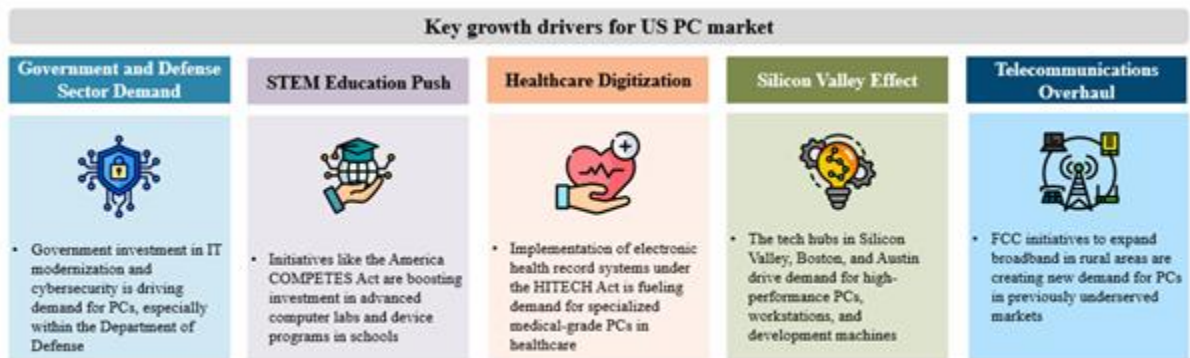 Key growth drivers for US PC market
Government and Defense
Sector Demand
• Government investment in IT
modernization and
cybersecurity is driving
demand for PCs, especially
within the Department of
Defense
STEM Education Push
• Initiatives like the America
COMPETES Act are boosting
investment in advanced
computer labs and device
programs in schools
Healthcare Digitization
• Implementation of electronic
health record systems under
the HITECH Act is fueling
demand for specialized
medical-grade PCs in
healthcare
Silicon Valley Effect
• The tech hubs in Silicon
Valley, Boston, and Austin
drive demand for high-
performance PCs,
workstations, and
development machines
Telecommunications
Overhaul
• FCC initiatives to expand
broadband in rural areas are
creating new demand for PCs
in previously underserved
markets